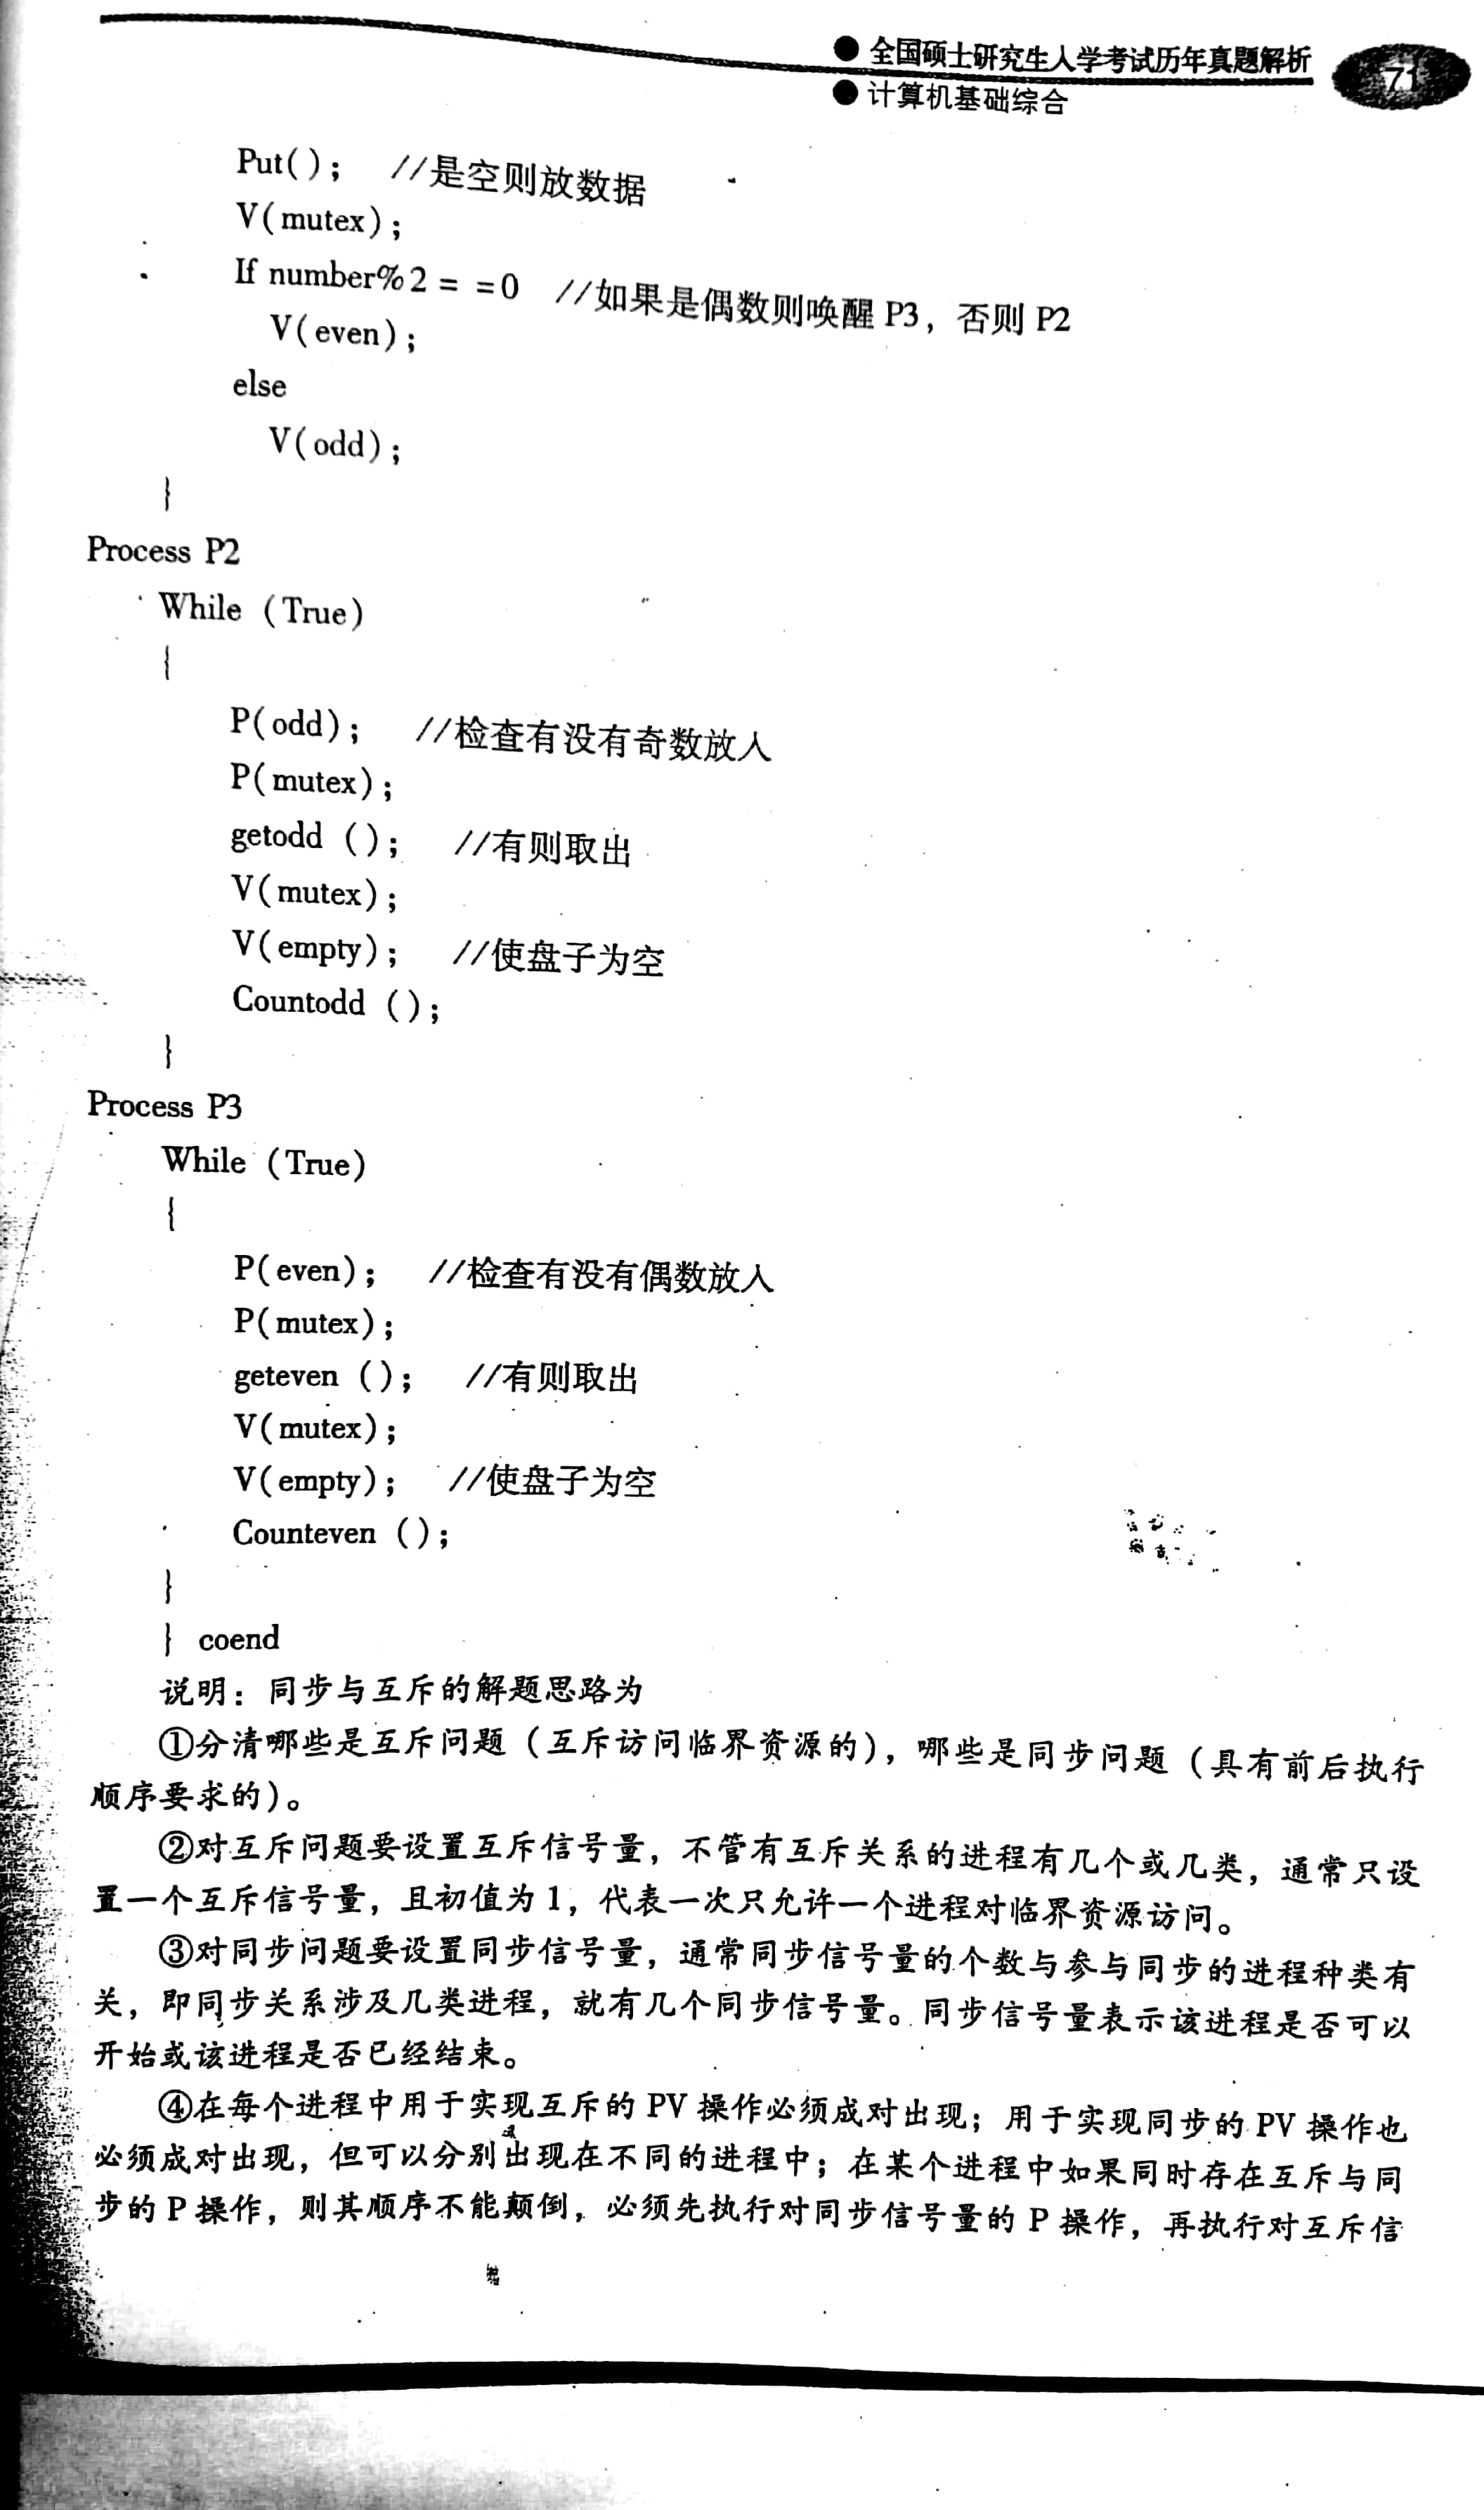 ● 全国硕士研究生入学考试历年真题解析
71
● 计算机基础综合
Put(); //是空则放数据
V(mutex);
If number%2 = =0 //如果是偶数则唤醒 P3，否则 P2
V(even);
else
V(odd);
}
Process P2
While (True)
{
P(odd); //检查有没有奇数放入
P(mutex);
getodd (); //有则取出
V(mutex);
V(empty); //使盘子为空
Countodd ();
}
Process P3
While (True)
{
P(even); //检查有没有偶数放入
P(mutex);
geteven (); //有则取出
V(mutex);
V(empty); //使盘子为空
Counteven ();
}
} coend
说明：同步与互斥的解题思路为
①分清哪些是互斥问题（互斥访问临界资源的），哪些是同步问题（具有前后执行
顺序要求的）。
②对互斥问题要设置互斥信号量，不管有互斥关系的进程有几个或几类，通常只设
置一个互斥信号量，且初值为 1，代表一次只允许一个进程对临界资源访问。
③对同步问题要设置同步信号量，通常同步信号量的个数与参与同步的进程种类有
关，即同步关系涉及几类进程，就有几个同步信号量。同步信号量表示该进程是否可以
开始或该进程是否已经结束。
④在每个进程中用于实现互斥的 PV 操作必须成对出现；用于实现同步的 PV 操作也
必须成对出现，但可以分别出现在不同的进程中；在某个进程中如果同时存在互斥与同
步的 P 操作，则其顺序不能颠倒，必须先执行对同步信号量的 P 操作，再执行对互斥信